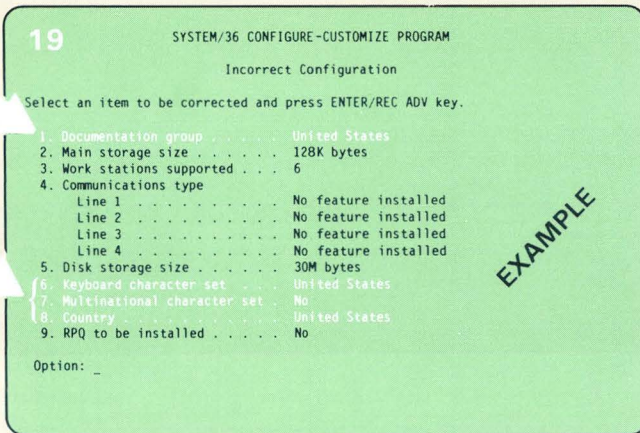 19
SYSTEM/36 CONFIGURE-CUSTOMIZE PROGRAM
Incorrect Configuration
Select an item to be corrected and press ENTER/REC ADV key.
1. Documentation group . . . . . . United States
2. Main storage size . . . . . . 128K bytes
3. Work stations supported . . . 6
4. Communications type
Line 1 . . . . . . . . . . No feature installed
Line 2 . . . . . . . . . . No feature installed
Line 3 . . . . . . . . . . No feature installed
Line 4 . . . . . . . . . . No feature installed
5. Disk storage size . . . . . . 30M bytes
6. Keyboard character set . . . United States
7. Multinational character set . No
8. Country . . . . . . . . . . . United States
9. RPQ to be installed . . . . . No
EXAMPLE
Option: _